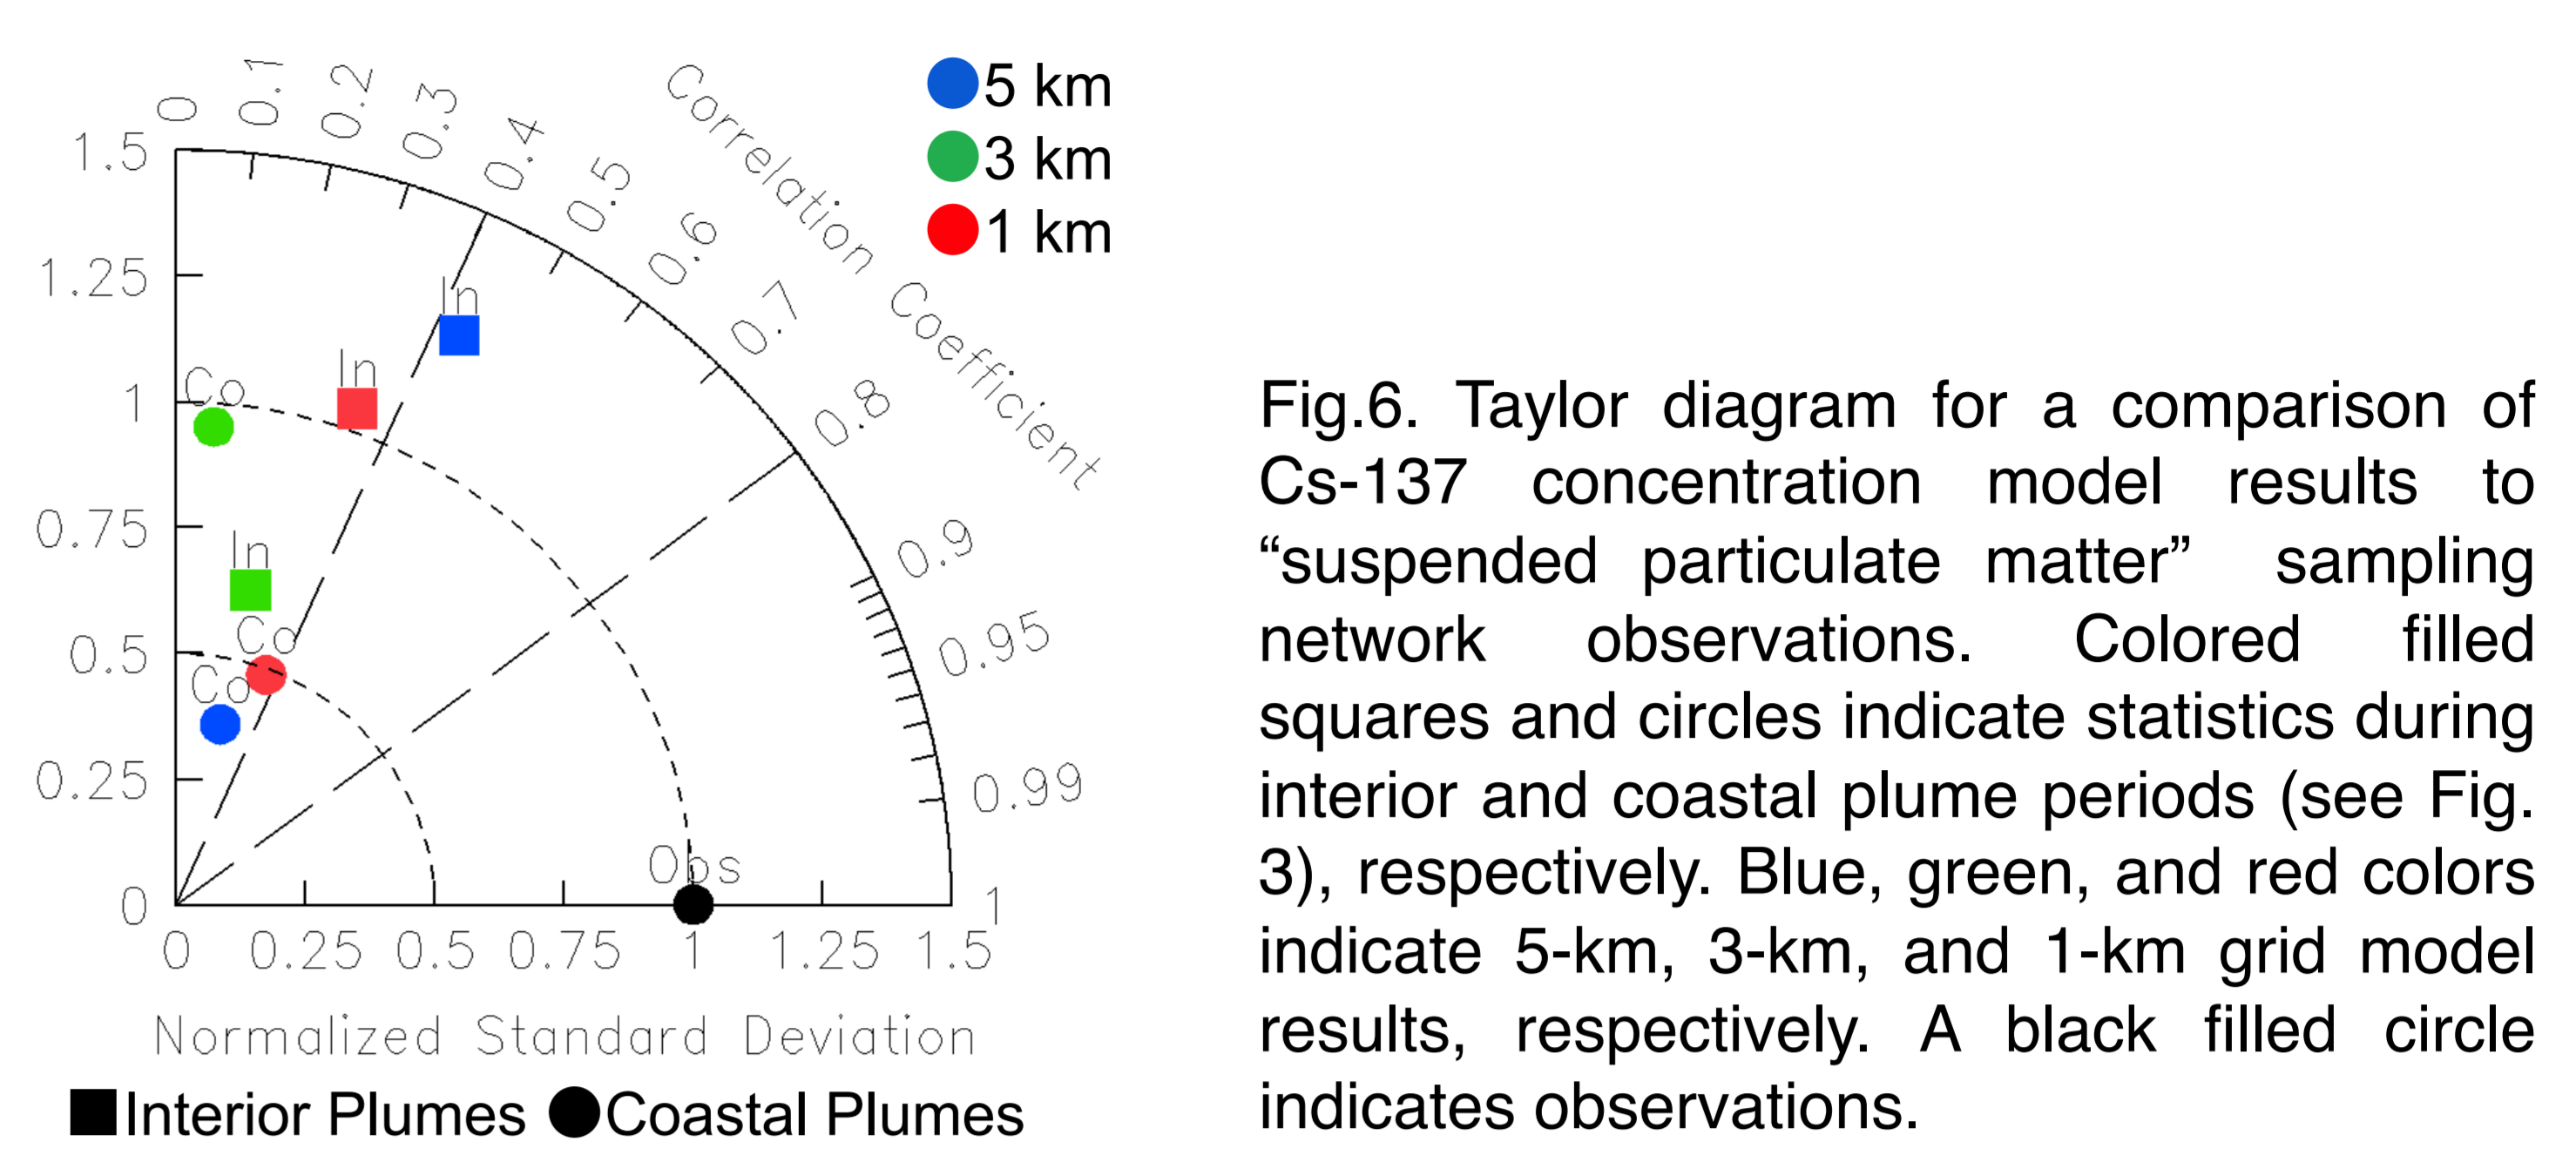 0
0.1
0.2
0.3
0.4
0.5
0.6
0.7
0.8
0.9
0.95
0.99
1
Correlation Coefficient
5 km
3 km
1 km
1.5
1.25
1
0.75
0.5
0.25
0
In
In
Co
In
Co
Co
Obs
0 0.25 0.5 0.75 1 1.25 1.5
Normalized Standard Deviation
Interior Plumes Coastal Plumes
Fig.6. Taylor diagram for a comparison of
Cs-137 concentration model results to
“suspended particulate matter” sampling
network observations. Colored filled
squares and circles indicate statistics during
interior and coastal plume periods (see Fig.
3), respectively. Blue, green, and red colors
indicate 5-km, 3-km, and 1-km grid model
results, respectively. A black filled circle
indicates observations.